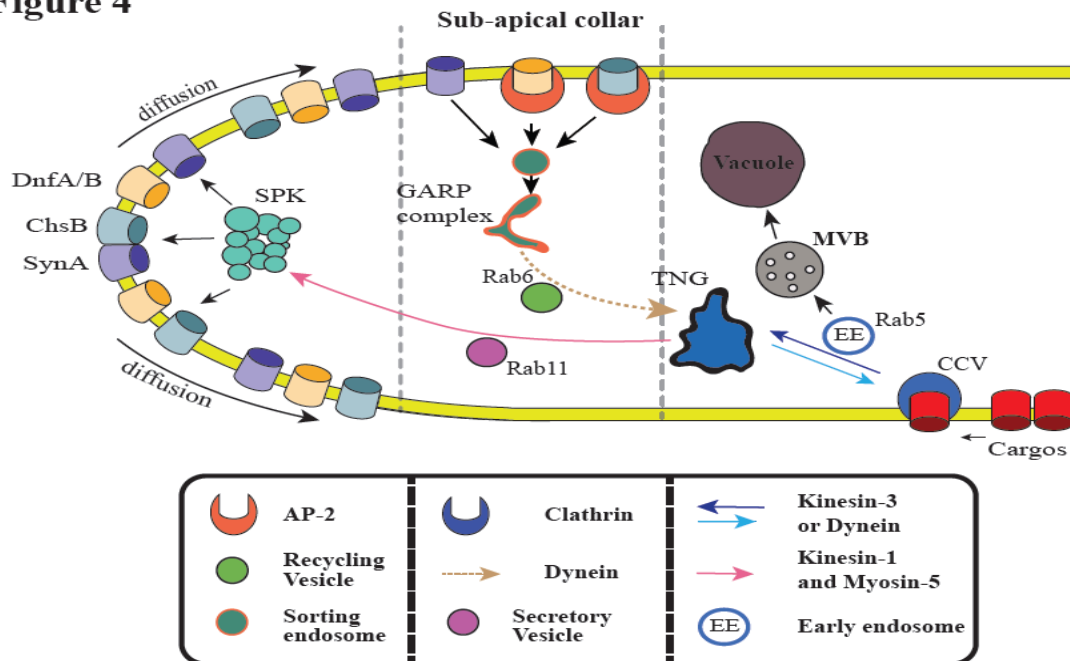 Figure 4
Sub-apical collar
diffusion
DnfA/B
ChsB
SynA
SPK
GARP
complex
Rab6
Rab11
TNG
Vacuole
MVB
EE
Rab5
CCV
Cargos
diffusion
AP-2
Recycling
Vesicle
Sorting
endosome
Clathrin
Dynein
Secretory
Vesicle
Kinesin-3
or Dynein
Kinesin-1
and Myosin-5
EE
Early endosome